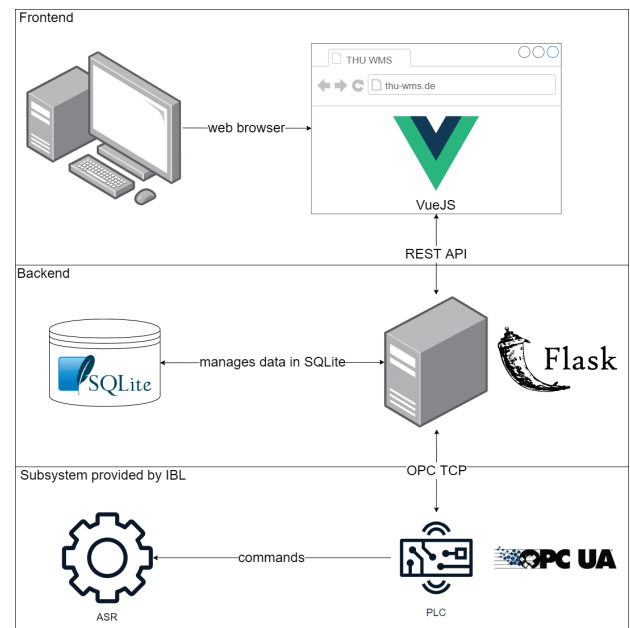 Frontend
THU WMS
thu-wms.de
web browser
VueJS
REST API
Backend
SQLite
manages data in SQLite
Flask
Subsystem provided by IBL
OPC TCP
commands
OPC UA
ASR
PLC